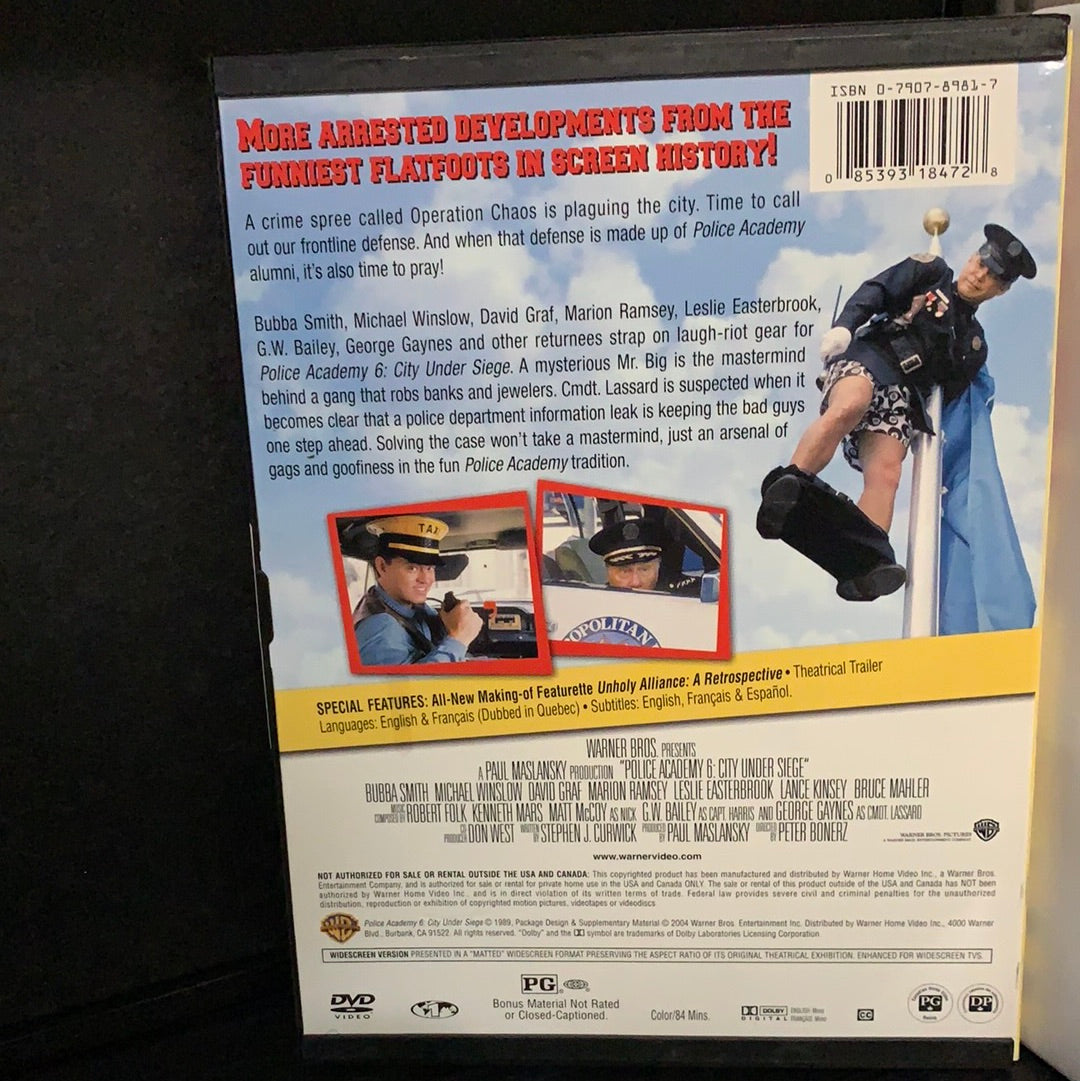 MORE ARRESTED DEVELOPMENTS FROM THE
FUNNIEST FLATFOOTS IN SCREEN HISTORY!
ISBN 0-7907-8981-7
0 85393 18472 8
A crime spree called Operation Chaos is plaguing the city. Time to call
out our frontline defense. And when that defense is made up of Police Academy
alumni, it's also time to pray!
Bubba Smith, Michael Winslow, David Graf, Marion Ramsey, Leslie Easterbrook,
G.W. Bailey, George Gaynes and other returnees strap on laugh-riot gear for
Police Academy 6: City Under Siege. A mysterious Mr. Big is the mastermind
behind a gang that robs banks and jewelers. Cmdt. Lassard is suspected when it
becomes clear that a police department information leak is keeping the bad guys
one step ahead. Solving the case won't take a mastermind, just an arsenal of
gags and goofiness in the fun Police Academy tradition.
TAXI
OPOLITAN
SPECIAL FEATURES: All-New Making-of Featurette Unholy Alliance: A Retrospective • Theatrical Trailer
Languages: English & Français (Dubbed in Quebec) • Subtitles: English, Français & Español.
WARNER BROS. PRESENTS
A PAUL MASLANSKY PRODUCTION "POLICE ACADEMY 6: CITY UNDER SIEGE"
BUBBA SMITH MICHAEL WINSLOW DAVID GRAF MARION RAMSEY LESLIE EASTERBROOK LANCE KINSEY BRUCE MAHLER
MUSIC COMPOSED BY ROBERT FOLK KENNETH MARS MATT McCOY AS NICK G.W. BAILEY AS CAPT. HARRIS AND GEORGE GAYNES AS CMDT. LASSARD
CO PRODUCER DON WEST WRITTEN BY STEPHEN J. CURWICK PRODUCED BY PAUL MASLANSKY DIRECTED BY PETER BONERZ
WARNER BROS. PICTURES
www.warnervideo.com
NOT AUTHORIZED FOR SALE OR RENTAL OUTSIDE THE USA AND CANADA: This copyrighted product has been manufactured and distributed by Warner Home Video Inc., a Warner Bros.
Entertainment Company, and is authorized for sale or rental for private home use in the USA and Canada ONLY. The sale or rental of this product outside of the USA and Canada has NOT been
authorized by Warner Home Video Inc. and is in direct violation of its written terms of trade. Federal law provides severe civil and criminal penalties for the unauthorized
distribution, reproduction or exhibition of copyrighted motion pictures, videotapes or videodiscs.
Police Academy 6: City Under Siege © 1989, Package Design & Supplementary Material © 2004 Warner Bros. Entertainment Inc. Distributed by Warner Home Video Inc., 4000 Warner
Blvd., Burbank, CA 91522. All rights reserved. "Dolby" and the DD symbol are trademarks of Dolby Laboratories Licensing Corporation.
WIDESCREEN VERSION PRESENTED IN A "MATTED" WIDESCREEN FORMAT PRESERVING THE ASPECT RATIO OF ITS ORIGINAL THEATRICAL EXHIBITION. ENHANCED FOR WIDESCREEN TVS.
DVD
VIDEO
1
PG
Bonus Material Not Rated
or Closed-Captioned.
Color/84 Mins.
DOLBY
DIGITAL
ENGLISH: Mono
FRANÇAIS: Mono
CC
PG
DP